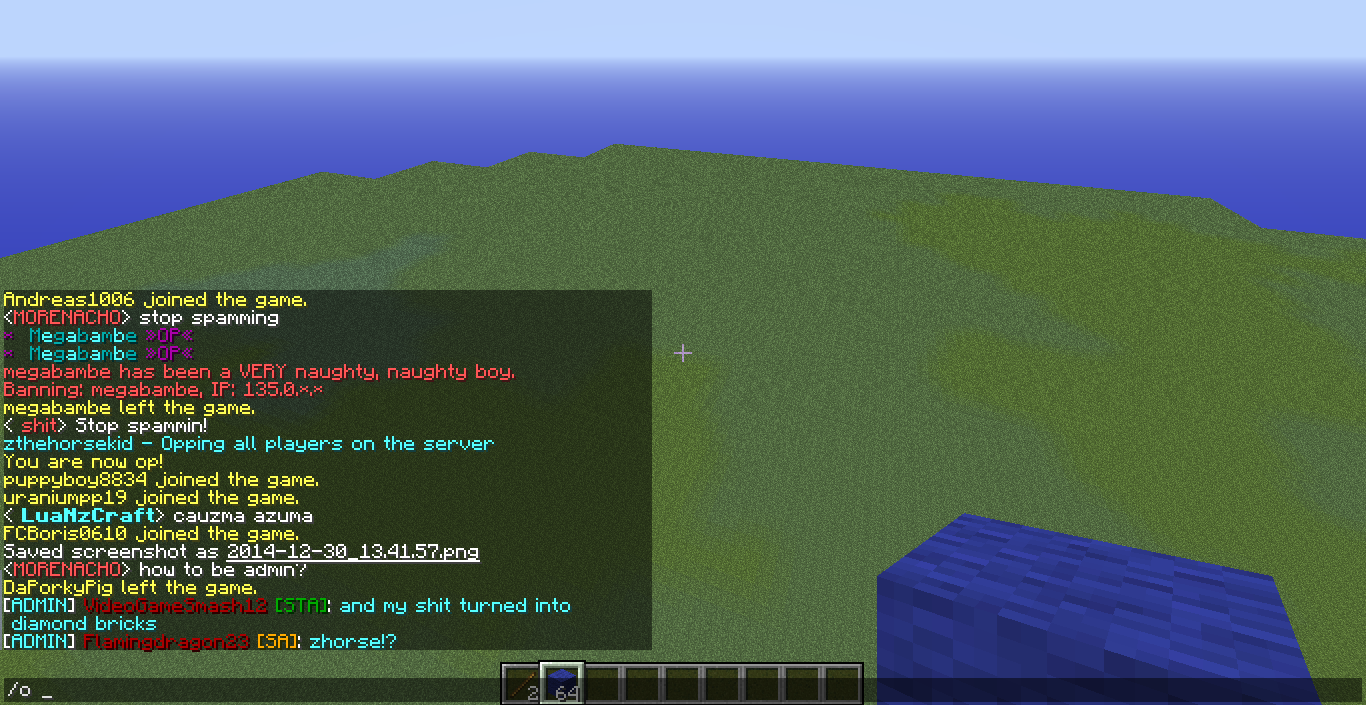 Andreas1006 joined the game.
<MORENACHO> stop spamming
* Megabambe »OP«
* Megabambe »OP«
megabambe has been a VERY naughty, naughty boy.
Banning: megabambe, IP: 135.0.*.*
megabambe left the game.
< shit> Stop spammin!
zthehorsekid - Opping all players on the server
You are now op!
puppyboy8834 joined the game.
uraniumpp19 joined the game.
< LuaNzCraft> cauzma azuma
FCBoris0610 joined the game.
Saved screenshot as 2014-12-30_13.41.57.png
<MORENACHO> how to be admin?
DaPorkyPig left the game.
[ADMIN] VideoGameSmash12 [STA]: and my shit turned into
diamond bricks
[ADMIN] Flamingdragon23 [SA]: zhorse!?
2 64
/o _